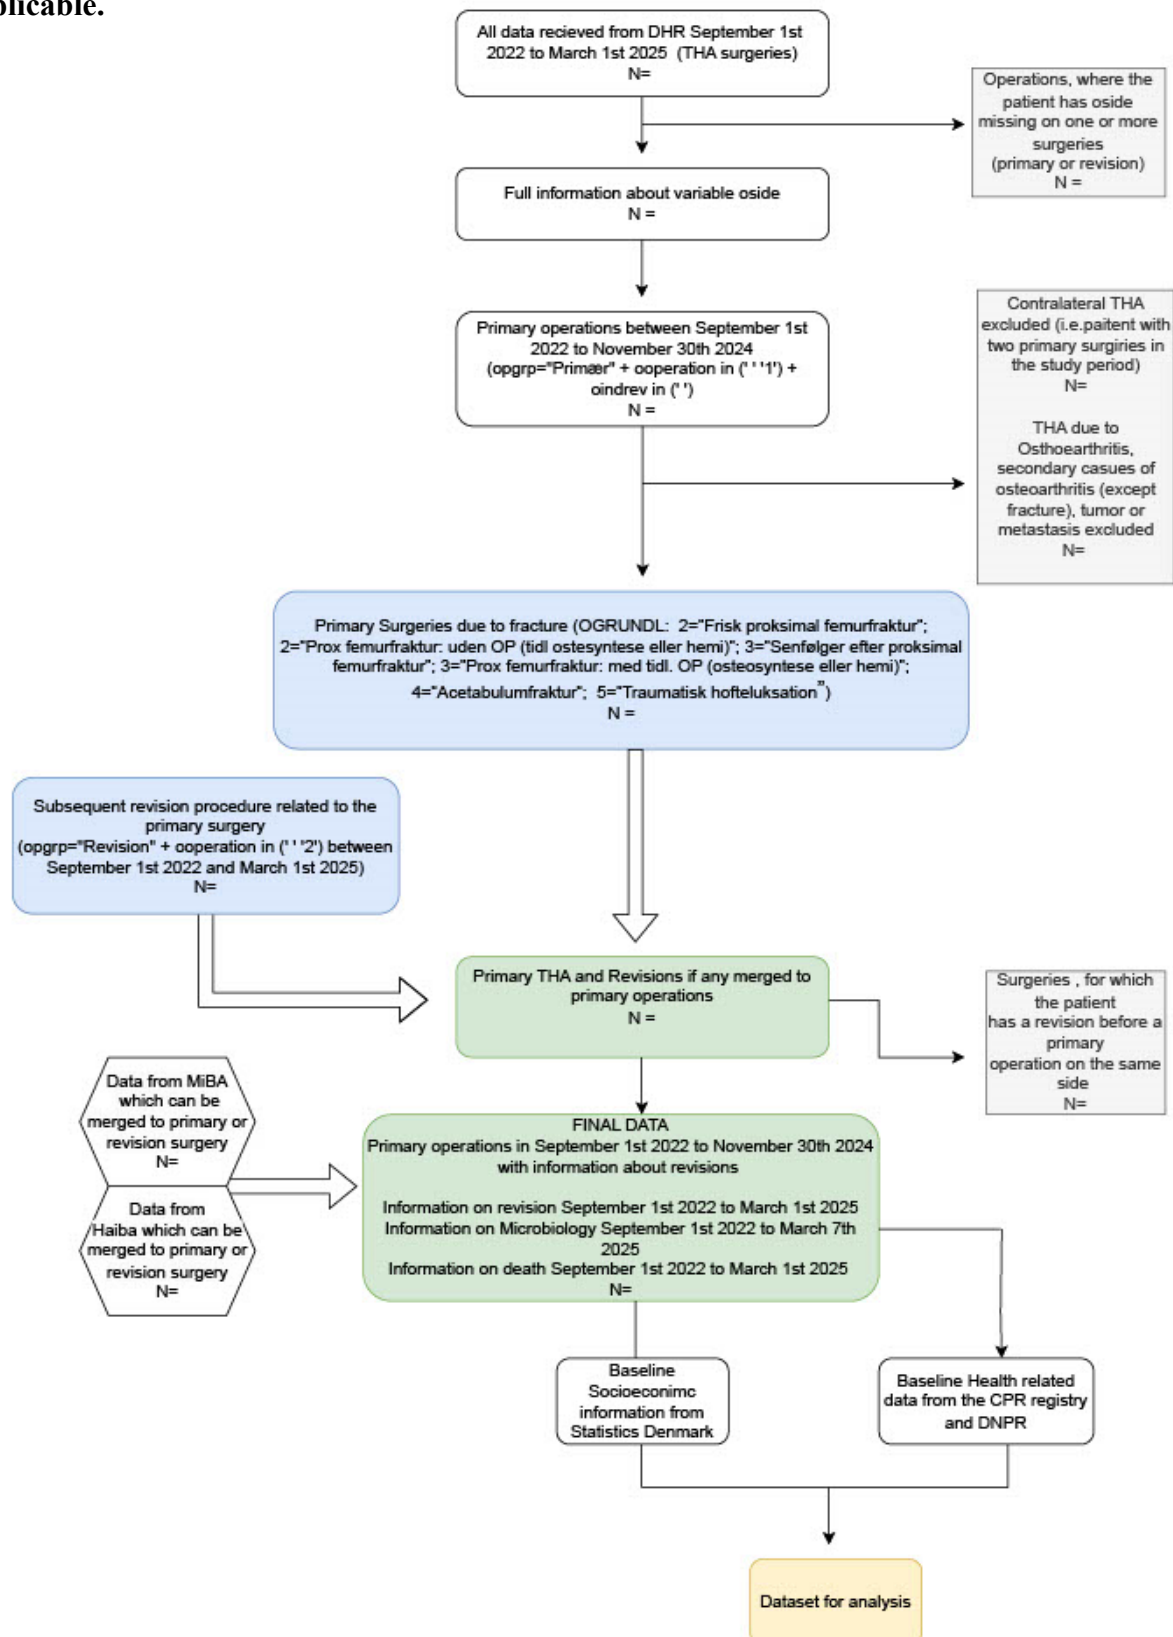 plicable.
All data recieved from DHR September 1st
2022 to March 1st 2025 (THA surgeries)
N=
Operations, where the
patient has oside
missing on one or more
surgeries
(primary or revision)
N =
Full information about variable oside
N =
Primary operations between September 1st
2022 to November 30th 2024
(opgrp="Primær" + ooperation in (' ' '1') +
oindrev in (' ')
N =
Contralateral THA
excluded (i.e.paitent with
two primary surgiries in
the study period)
N=
THA due to
Osthoearthritis,
secondary casues of
osteoarthritis (except
fracture), tumor or
metastasis excluded
N=
Primary Surgeries due to fracture (OGRUNDL: 2="Frisk proksimal femurfraktur";
2="Prox femurfraktur: uden OP (tidl ostesyntese eller hemi)"; 3="Senfølger efter proksimal
femurfraktur"; 3="Prox femurfraktur: med tidl. OP (osteosyntese eller hemi)";
4="Acetabulumfraktur"; 5="Traumatisk hofteluksation”)
N =
Subsequent revision procedure related to the
primary surgery
(opgrp="Revision" + ooperation in (' ' '2') between
September 1st 2022 and March 1st 2025)
N=
Primary THA and Revisions if any merged to
primary operations
N =
Surgeries , for which
the patient
has a revision before a
primary
operation on the same
side
N=
Data from MiBA
which can be
merged to primary or
revision surgery
N=
Data from
Haiba which can be
merged to primary or
revision surgery
N=
FINAL DATA
Primary operations in September 1st 2022 to November 30th 2024
with information about revisions
Information on revision September 1st 2022 to March 1st 2025
Information on Microbiology September 1st 2022 to March 7th
2025
Information on death September 1st 2022 to March 1st 2025
N=
Baseline
Socioeconimc
information from
Statistics Denmark
Baseline Health related
data from the CPR registry
and DNPR
Dataset for analysis